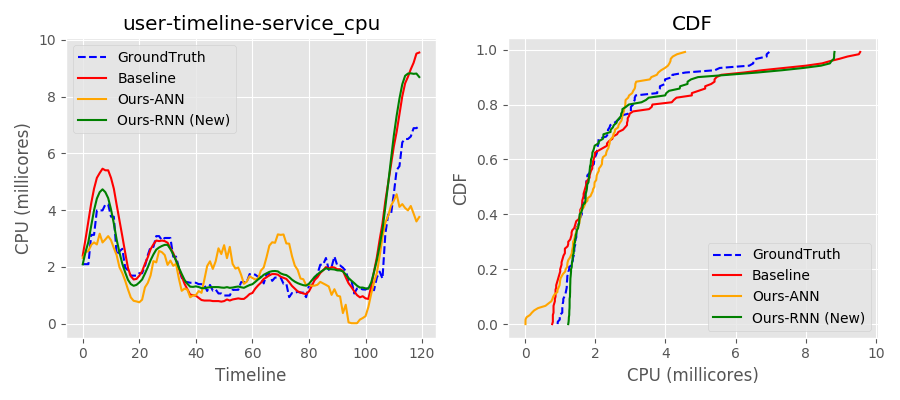 user-timeline-service_cpu
CPU (millicores)
10
8
6
4
2
0
GroundTruth
Baseline
Ours-ANN
Ours-RNN (New)
0 20 40 60 80 100 120
Timeline
CDF
CDF
1.0
0.8
0.6
0.4
0.2
0.0
GroundTruth
Baseline
Ours-ANN
Ours-RNN (New)
0 2 4 6 8 10
CPU (millicores)